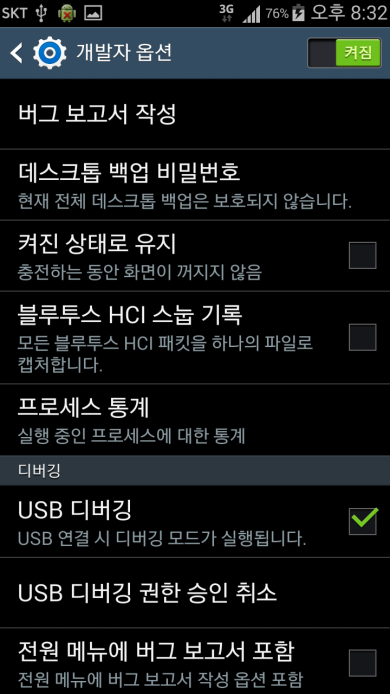 SKT 3G 76% 오후 8:32
개발자 옵션 켜짐
버그 보고서 작성
데스크톱 백업 비밀번호
현재 전체 데스크톱 백업은 보호되지 않습니다.
켜진 상태로 유지
충전하는 동안 화면이 꺼지지 않음
블루투스 HCI 스눕 기록
모든 블루투스 HCI 패킷을 하나의 파일로
캡처합니다.
프로세스 통계
실행 중인 프로세스에 대한 통계
디버깅
USB 디버깅
USB 연결 시 디버깅 모드가 실행됩니다.
USB 디버깅 권한 승인 취소
전원 메뉴에 버그 보고서 포함
전원 메뉴에 버그 보고서 작성 옵션 포함